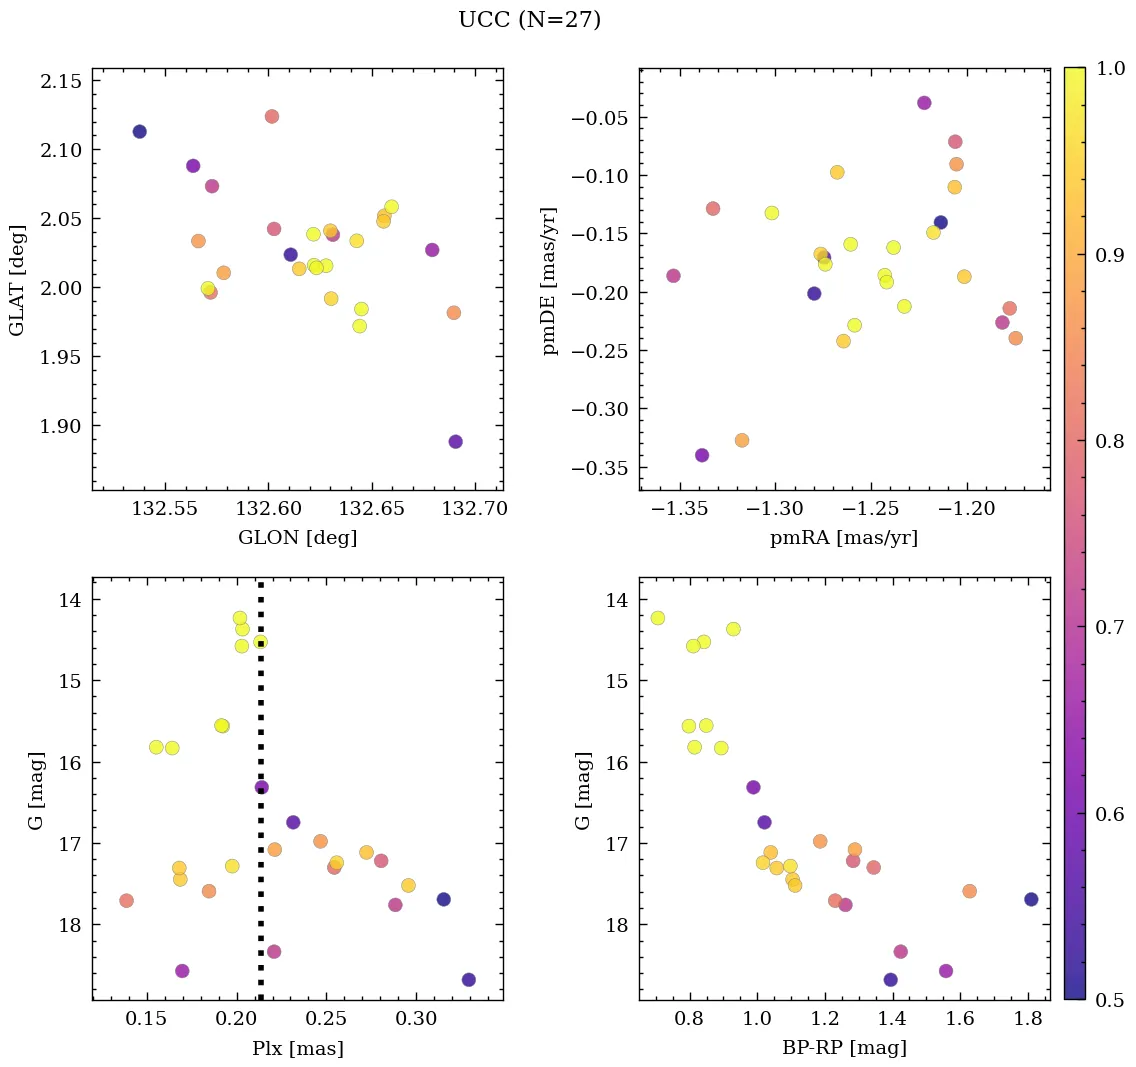 UCC (N=27)
2.15
2.10
2.05
2.00
1.95
1.90
GLAT [deg]
132.55 132.60 132.65 132.70
GLON [deg]
−0.05
−0.10
−0.15
−0.20
−0.25
−0.30
−0.35
pmDE [mas/yr]
−1.35 −1.30 −1.25 −1.20
pmRA [mas/yr]
14
15
16
17
18
G [mag]
0.15 0.20 0.25 0.30
Plx [mas]
14
15
16
17
18
G [mag]
0.8 1.0 1.2 1.4 1.6 1.8
BP-RP [mag]
1.0
0.9
0.8
0.7
0.6
0.5